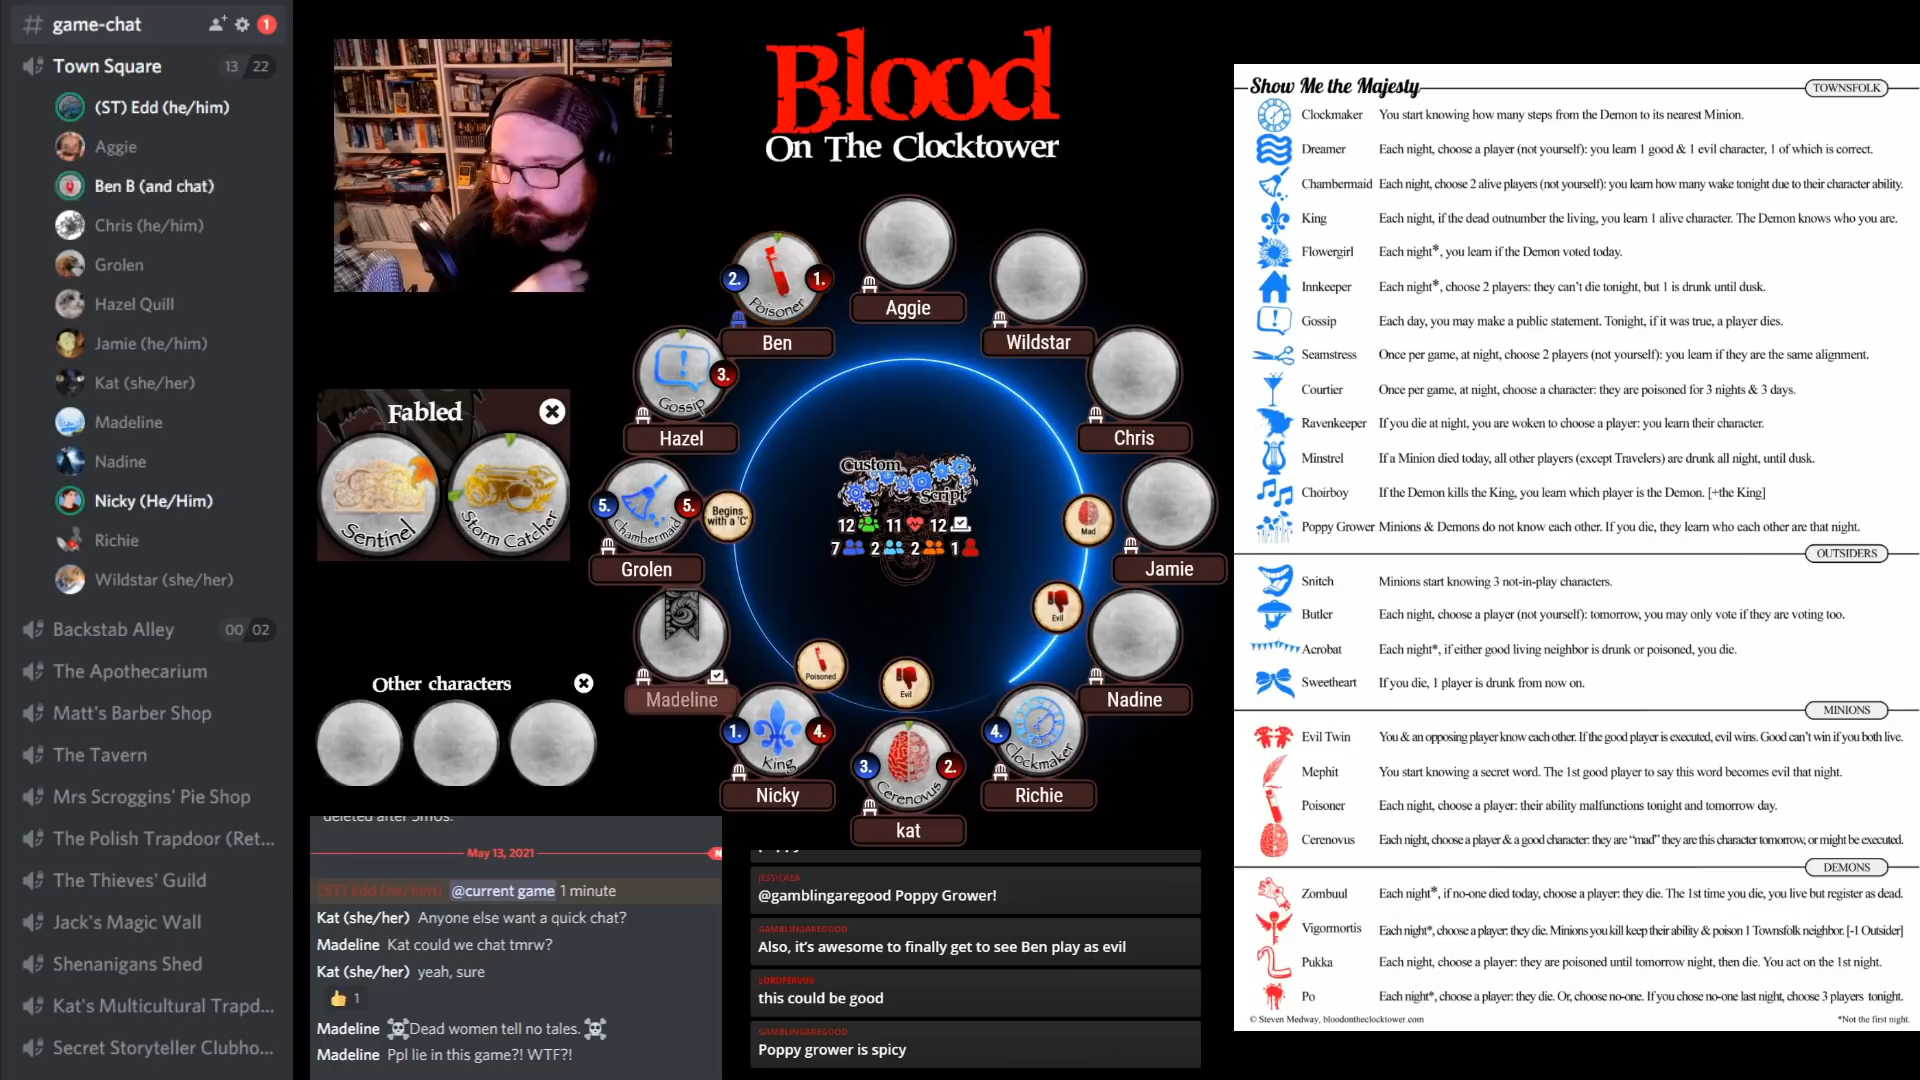 # game-chat 1
Town Square 13 22
(ST) Edd (he/him)
Aggie
Ben B (and chat)
Chris (he/him)
Grolen
Hazel Quill
Jamie (he/him)
Kat (she/her)
Madeline
Nadine
Nicky (He/Him)
Richie
Wildstar (she/her)
Backstab Alley 00 02
The Apothecarium
Matt's Barber Shop
The Tavern
Mrs Scroggins' Pie Shop
The Polish Trapdoor (Ret...
The Thieves' Guild
Jack's Magic Wall
Shenanigans Shed
Kat's Multicultural Trapd...
Secret Storyteller Clubho...
Blood
On The Clocktower
Fabled
Sentinel
Storm Catcher
Other characters
2. Poisoner 1.
Ben
Aggie
Wildstar
Gossip 3.
Hazel
Chris
5. Chambermaid 5.
Begins with a 'C'
Grolen
Mad
Jamie
Evil
Nadine
Madeline
Poisoned
1. King 4.
Nicky
Evil
3. Cerenovus 2.
kat
4. Clockmaker
Richie
Custom
Script
12 11 12
7 2 2 1
deleted after 5mos.
May 13, 2021
(ST) Edd (he/him) @current game 1 minute
Kat (she/her) Anyone else want a quick chat?
Madeline Kat could we chat tmrw?
Kat (she/her) yeah, sure
👍 1
Madeline ☠Dead women tell no tales. ☠
Madeline Ppl lie in this game?! WTF?!
JESSICAEA
@gamblingaregood Poppy Grower!
GAMBLINGAREGOOD
Also, it's awesome to finally get to see Ben play as evil
LORDFERVUS
this could be good
GAMBLINGAREGOOD
Poppy grower is spicy
Show Me the Majesty
TOWNSFOLK
Clockmaker You start knowing how many steps from the Demon to its nearest Minion.
Dreamer Each night, choose a player (not yourself): you learn 1 good & 1 evil character, 1 of which is correct.
Chambermaid Each night, choose 2 alive players (not yourself): you learn how many wake tonight due to their character ability.
King Each night, if the dead outnumber the living, you learn 1 alive character. The Demon knows who you are.
Flowergirl Each night*, you learn if the Demon voted today.
Innkeeper Each night*, choose 2 players: they can't die tonight, but 1 is drunk until dusk.
Gossip Each day, you may make a public statement. Tonight, if it was true, a player dies.
Seamstress Once per game, at night, choose 2 players (not yourself): you learn if they are the same alignment.
Courtier Once per game, at night, choose a character: they are poisoned for 3 nights & 3 days.
Ravenkeeper If you die at night, you are woken to choose a player: you learn their character.
Minstrel If a Minion died today, all other players (except Travelers) are drunk all night, until dusk.
Choirboy If the Demon kills the King, you learn which player is the Demon. [+the King]
Poppy Grower Minions & Demons do not know each other. If you die, they learn who each other are that night.
OUTSIDERS
Snitch Minions start knowing 3 not-in-play characters.
Butler Each night, choose a player (not yourself): tomorrow, you may only vote if they are voting too.
Acrobat Each night*, if either good living neighbor is drunk or poisoned, you die.
Sweetheart If you die, 1 player is drunk from now on.
MINIONS
Evil Twin You & an opposing player know each other. If the good player is executed, evil wins. Good can't win if you both live.
Mephit You start knowing a secret word. The 1st good player to say this word becomes evil that night.
Poisoner Each night, choose a player: their ability malfunctions tonight and tomorrow day.
Cerenovus Each night, choose a player & a good character: they are "mad" they are this character tomorrow, or might be executed.
DEMONS
Zombuul Each night*, if no-one died today, choose a player: they die. The 1st time you die, you live but register as dead.
Vigormortis Each night*, choose a player: they die. Minions you kill keep their ability & poison 1 Townsfolk neighbor. [-1 Outsider]
Pukka Each night, choose a player: they are poisoned until tomorrow night, then die. You act on the 1st night.
Po Each night*, choose a player: they die. Or, choose no-one. If you chose no-one last night, choose 3 players tonight.
© Steven Medway, bloodontheclocktower.com *Not the first night.